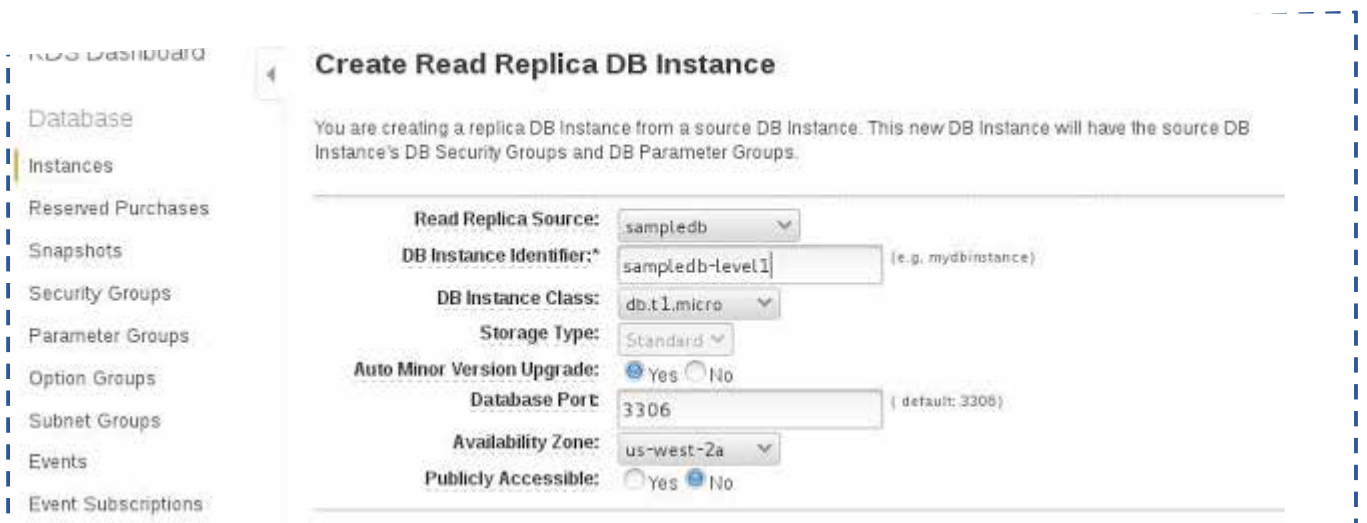 RDS Dashboard
Database
Instances
Reserved Purchases
Snapshots
Security Groups
Parameter Groups
Option Groups
Subnet Groups
Events
Event Subscriptions
Create Read Replica DB Instance
You are creating a replica DB Instance from a source DB Instance. This new DB Instance will have the source DB
Instance's DB Security Groups and DB Parameter Groups.
Read Replica Source: sampledb
DB Instance Identifier:* sampledb-level1 (e.g. mydbinstance)
DB Instance Class: db.t1.micro
Storage Type: Standard
Auto Minor Version Upgrade: Yes No
Database Port: 3306 ( default: 3306)
Availability Zone: us-west-2a
Publicly Accessible: Yes No